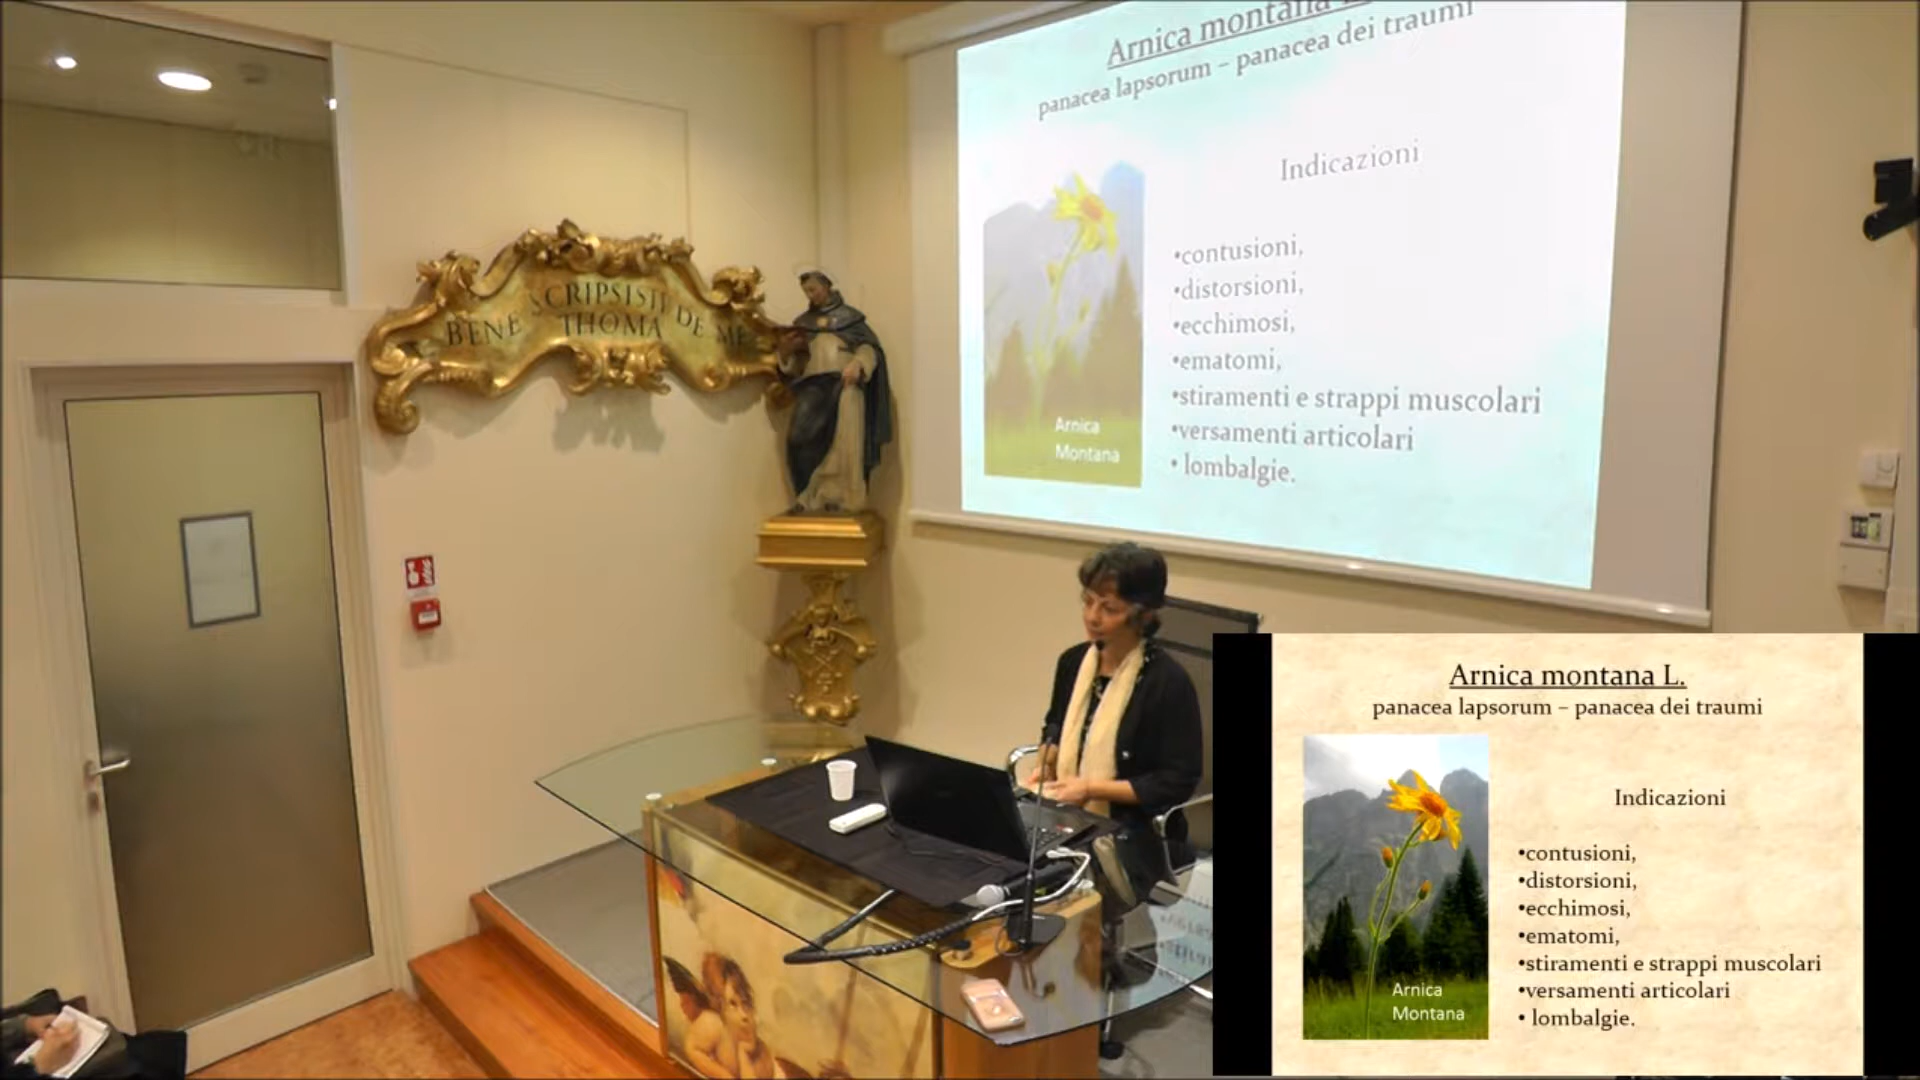 Arnica montana
panacea lapsorum – panacea dei traumi
Indicazioni
•contusioni,
•distorsioni,
•ecchimosi,
•ematomi,
•stiramenti e strappi muscolari
•versamenti articolari
• lombalgie.
Arnica
Montana
BENE SCRIPSISTI DE ME
THOMA
Arnica montana L.
panacea lapsorum – panacea dei traumi
Indicazioni
•contusioni,
•distorsioni,
•ecchimosi,
•ematomi,
•stiramenti e strappi muscolari
•versamenti articolari
• lombalgie.
Arnica
Montana